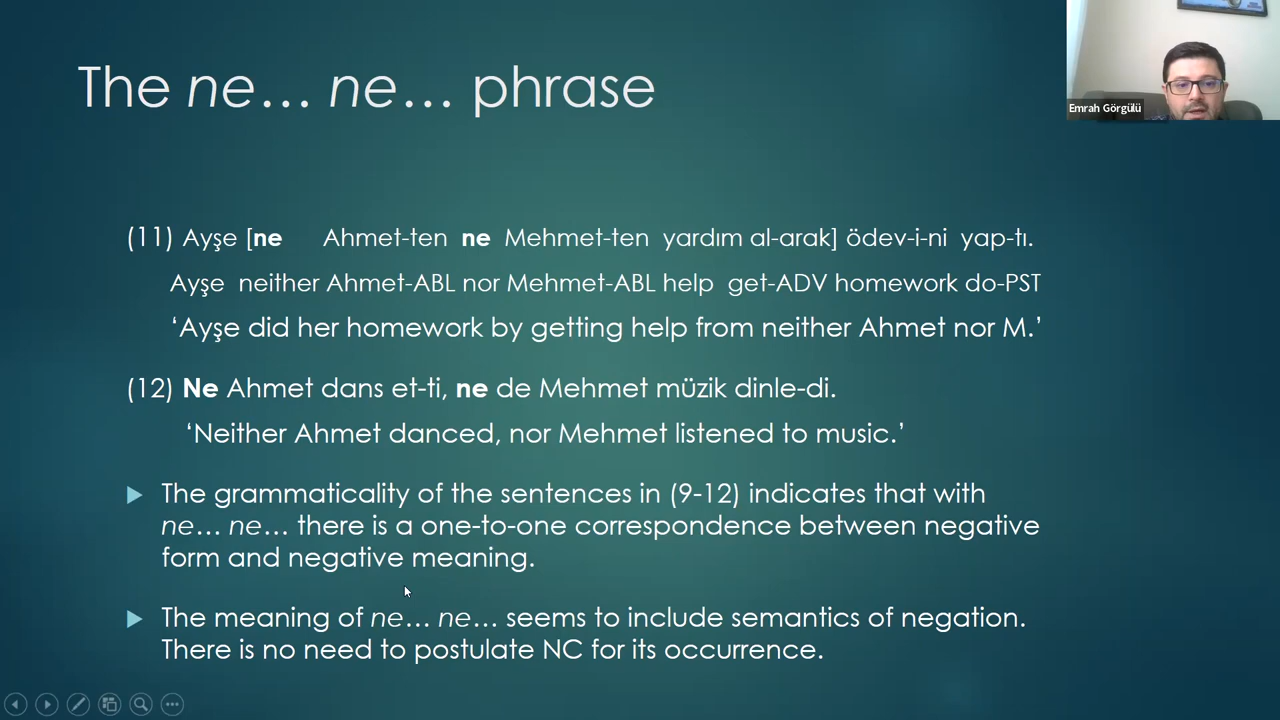 The ne… ne… phrase
Emrah Görgülü
(11) Ayşe [ne Ahmet-ten ne Mehmet-ten yardım al-arak] ödev-i-ni yap-tı.
Ayşe neither Ahmet-ABL nor Mehmet-ABL help get-ADV homework do-PST
‘Ayşe did her homework by getting help from neither Ahmet nor M.’
(12) Ne Ahmet dans et-ti, ne de Mehmet müzik dinle-di.
‘Neither Ahmet danced, nor Mehmet listened to music.’
The grammaticality of the sentences in (9-12) indicates that with
ne… ne… there is a one-to-one correspondence between negative
form and negative meaning.
The meaning of ne… ne… seems to include semantics of negation.
There is no need to postulate NC for its occurrence.